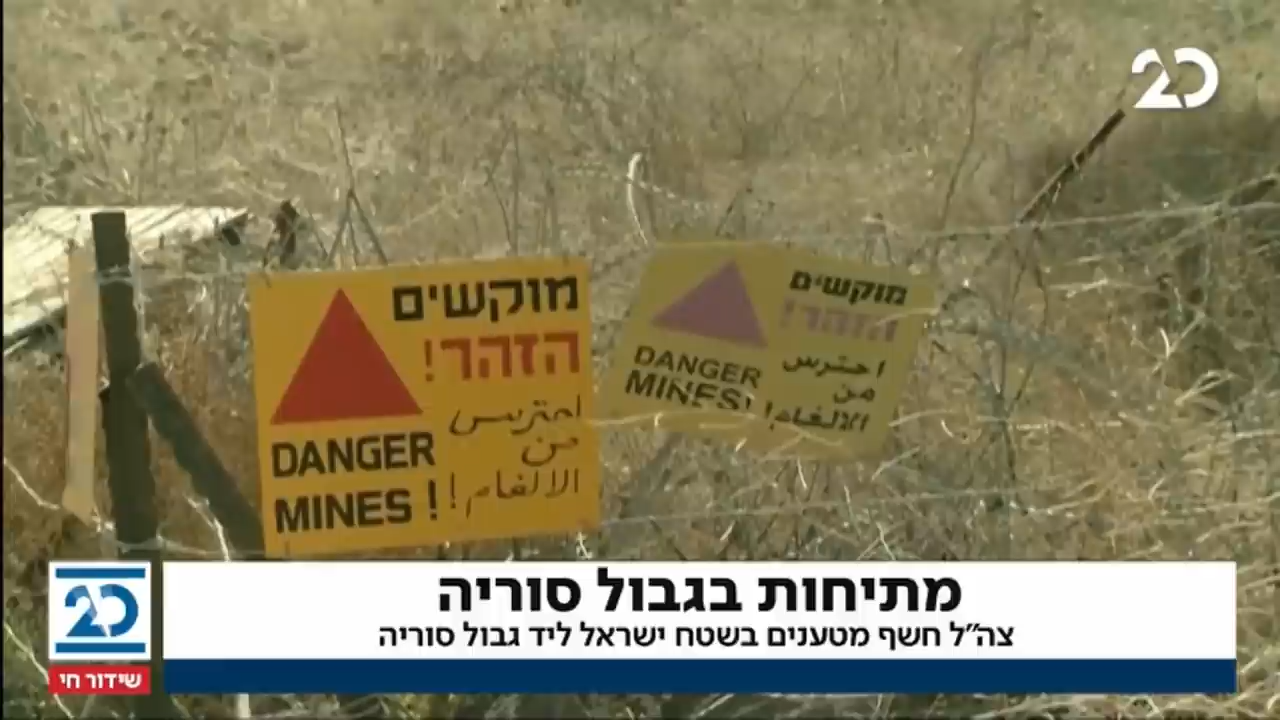 20
מוקשים
הזהר!
احترس
من
الالغام!
DANGER
MINES!
מוקשים
הזהר!
احترس
من
الالغام!
DANGER
MINES!
מתיחות בגבול סוריה
צה״ל חשף מטענים בשטח ישראל ליד גבול סוריה
20
שידור חי